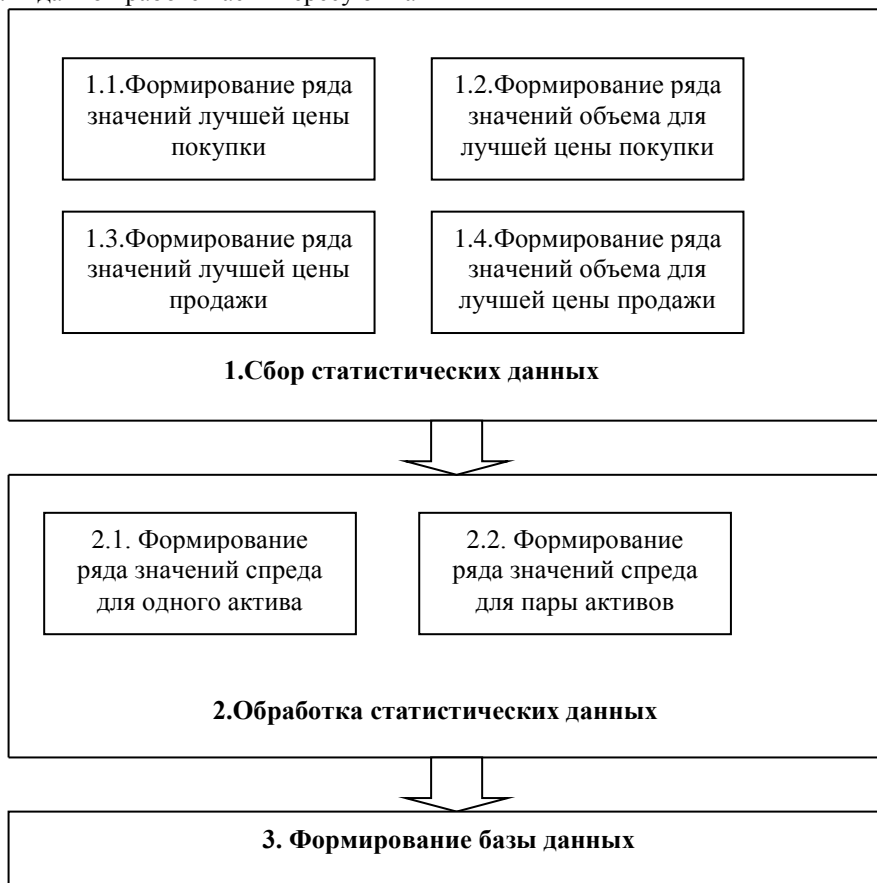 1.1.Формирование ряда
значений лучшей цены
покупки
1.2.Формирование ряда
значений объема для
лучшей цены покупки
1.3.Формирование ряда
значений лучшей цены
продажи
1.4.Формирование ряда
значений объема для
лучшей цены продажи
1.Сбор статистических данных
2.1. Формирование
ряда значений спреда
для одного актива
2.2. Формирование
ряда значений спреда
для пары активов
2.Обработка статистических данных
3. Формирование базы данных